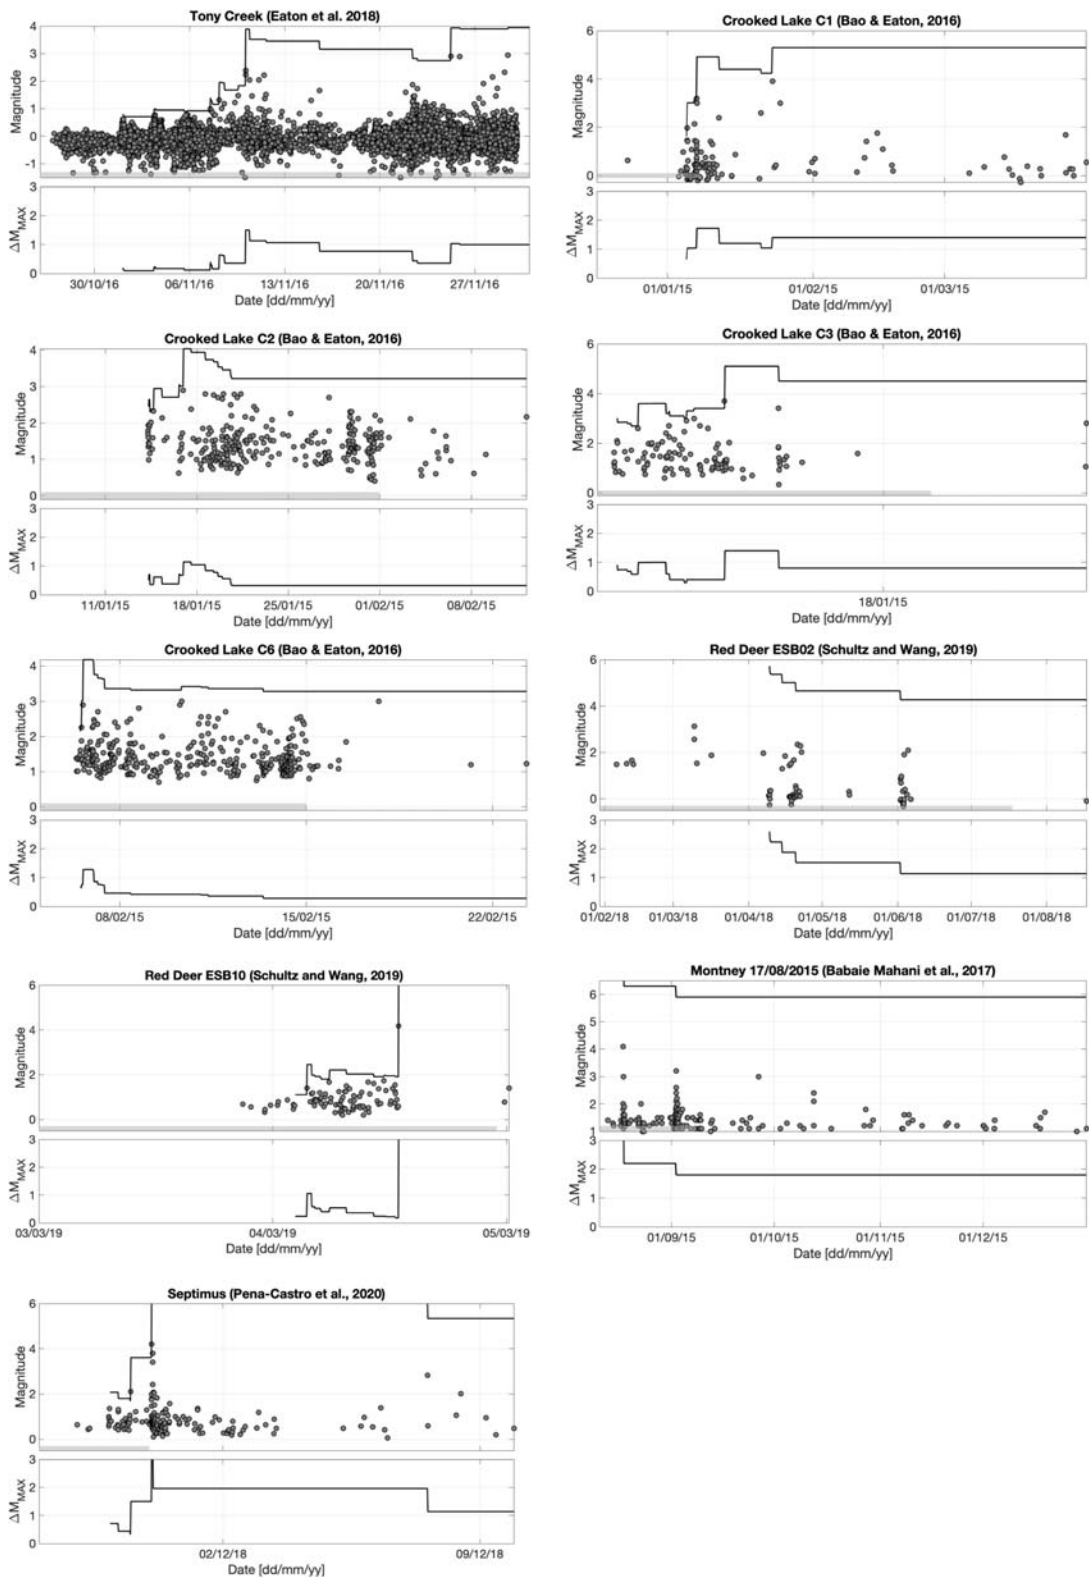 Tony Creek (Eaton et al. 2018)
4
3
2
1
0
-1
Magnitude
3
2
1
0
ΔM_MAX
30/10/16 06/11/16 13/11/16 20/11/16 27/11/16
Date [dd/mm/yy]
Crooked Lake C1 (Bao & Eaton, 2016)
6
4
2
0
Magnitude
3
2
1
0
ΔM_MAX
01/01/15 01/02/15 01/03/15
Date [dd/mm/yy]
Crooked Lake C2 (Bao & Eaton, 2016)
4
3
2
1
0
Magnitude
3
2
1
0
ΔM_MAX
11/01/15 18/01/15 25/01/15 01/02/15 08/02/15
Date [dd/mm/yy]
Crooked Lake C3 (Bao & Eaton, 2016)
6
4
2
0
Magnitude
3
2
1
0
ΔM_MAX
18/01/15
Date [dd/mm/yy]
Crooked Lake C6 (Bao & Eaton, 2016)
4
3
2
1
0
Magnitude
3
2
1
0
ΔM_MAX
08/02/15 15/02/15 22/02/15
Date [dd/mm/yy]
Red Deer ESB02 (Schultz and Wang, 2019)
6
4
2
0
Magnitude
3
2
1
0
ΔM_MAX
01/02/18 01/03/18 01/04/18 01/05/18 01/06/18 01/07/18 01/08/18
Date [dd/mm/yy]
Red Deer ESB10 (Schultz and Wang, 2019)
6
4
2
0
Magnitude
3
2
1
0
ΔM_MAX
03/03/19 04/03/19 05/03/19
Date [dd/mm/yy]
Montney 17/08/2015 (Babaie Mahani et al., 2017)
6
5
4
3
2
1
Magnitude
3
2
1
0
ΔM_MAX
01/09/15 01/10/15 01/11/15 01/12/15
Date [dd/mm/yy]
Septimus (Pena-Castro et al., 2020)
6
4
2
0
Magnitude
3
2
1
0
ΔM_MAX
02/12/18 09/12/18
Date [dd/mm/yy]